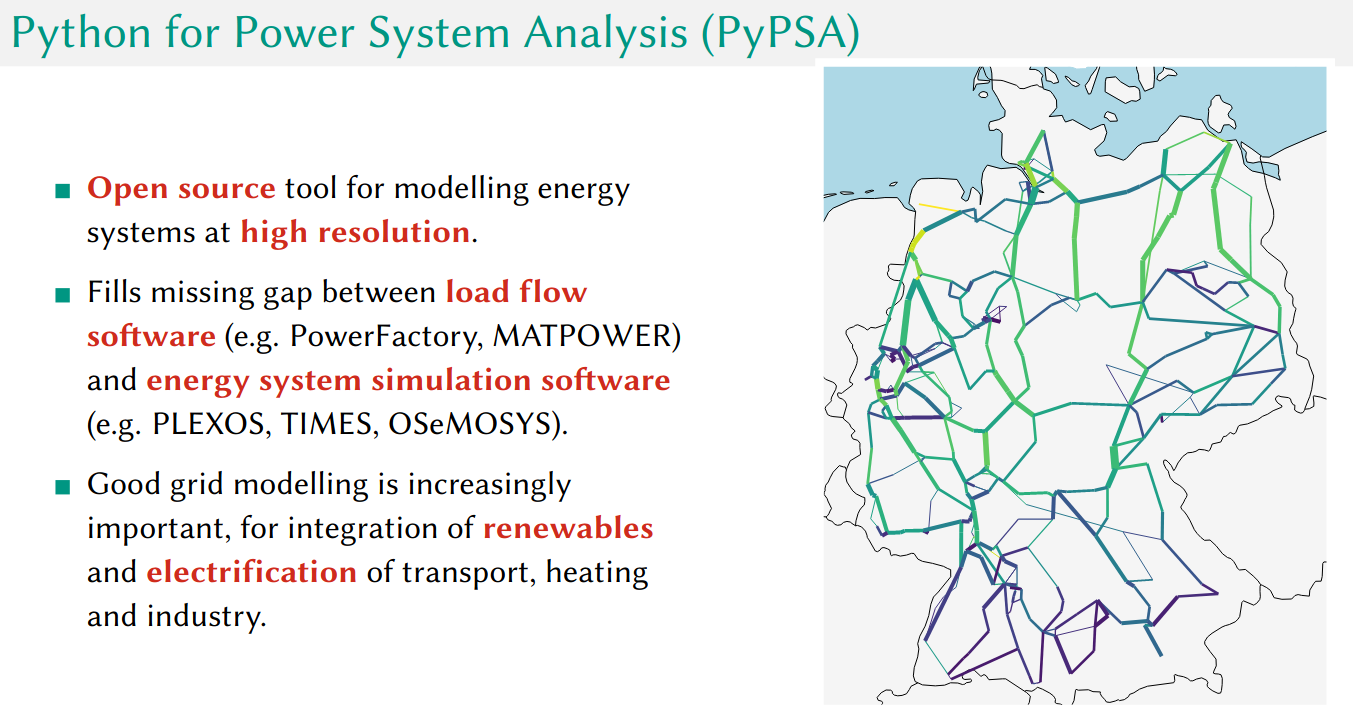 Python for Power System Analysis (PyPSA)
Open source tool for modelling energy
systems at high resolution.
Fills missing gap between load flow
software (e.g. PowerFactory, MATPOWER)
and energy system simulation software
(e.g. PLEXOS, TIMES, OSeMOSYS).
Good grid modelling is increasingly
important, for integration of renewables
and electrification of transport, heating
and industry.